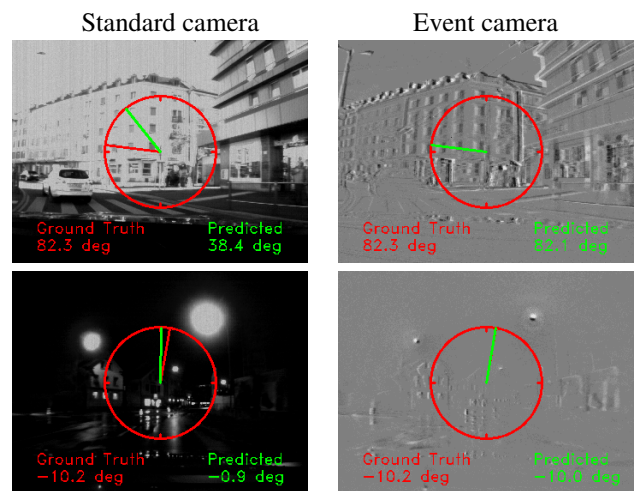 Standard camera
Event camera
Ground Truth
82.3 deg
Predicted
38.4 deg
Ground Truth
82.3 deg
Predicted
82.1 deg
Ground Truth
−10.2 deg
Predicted
−0.9 deg
Ground Truth
−10.2 deg
Predicted
−10.0 deg